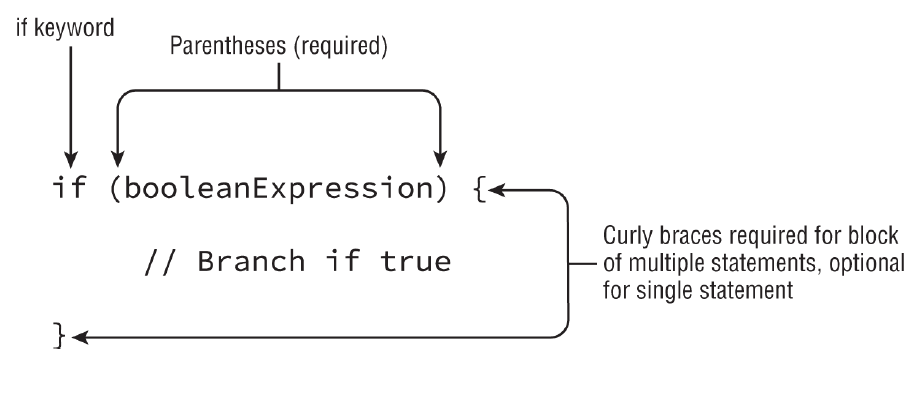 if keyword
Parentheses (required)
if (booleanExpression) {
// Branch if true
}
Curly braces required for block
of multiple statements, optional
for single statement